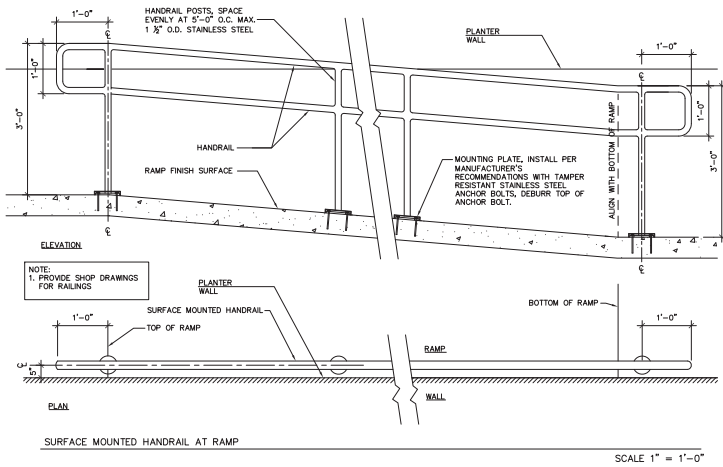 1'-0"
HANDRAIL POSTS, SPACE
EVENLY AT 5'-0" O.C. MAX.
1 ½" O.D. STAINLESS STEEL
PLANTER
WALL
1'-0"
℄
℄
1'-0"
3'-0"
1'-0"
3'-0"
ALIGN WITH BOTTOM OF RAMP
HANDRAIL
RAMP FINISH SURFACE
MOUNTING PLATE, INSTALL PER
MANUFACTURER'S
RECOMMENDATIONS WITH TAMPER
RESISTANT STAINLESS STEEL
ANCHOR BOLTS, DEBURR TOP OF
ANCHOR BOLT.
℄
℄
ELEVATION
NOTE:
1. PROVIDE SHOP DRAWINGS
FOR RAILINGS
PLANTER
WALL
SURFACE MOUNTED HANDRAIL
BOTTOM OF RAMP
1'-0"
TOP OF RAMP
1'-0"
RAMP
℄
5"
WALL
PLAN
SURFACE MOUNTED HANDRAIL AT RAMP
SCALE 1" = 1'-0"